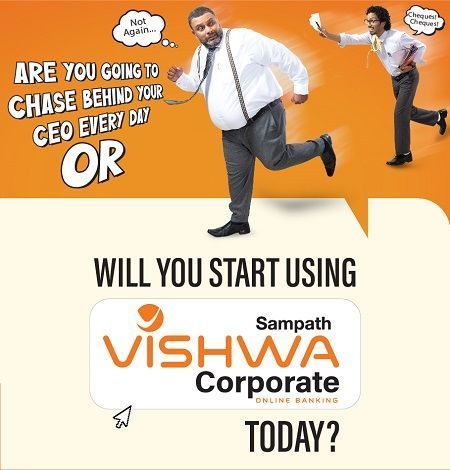 Not
Again...
Cheques!
Cheques!
ARE YOU GOING TO
CHASE BEHIND YOUR
CEO EVERY DAY
OR
WILL YOU START USING
Sampath
VISHWA
Corporate
ONLINE BANKING
TODAY?